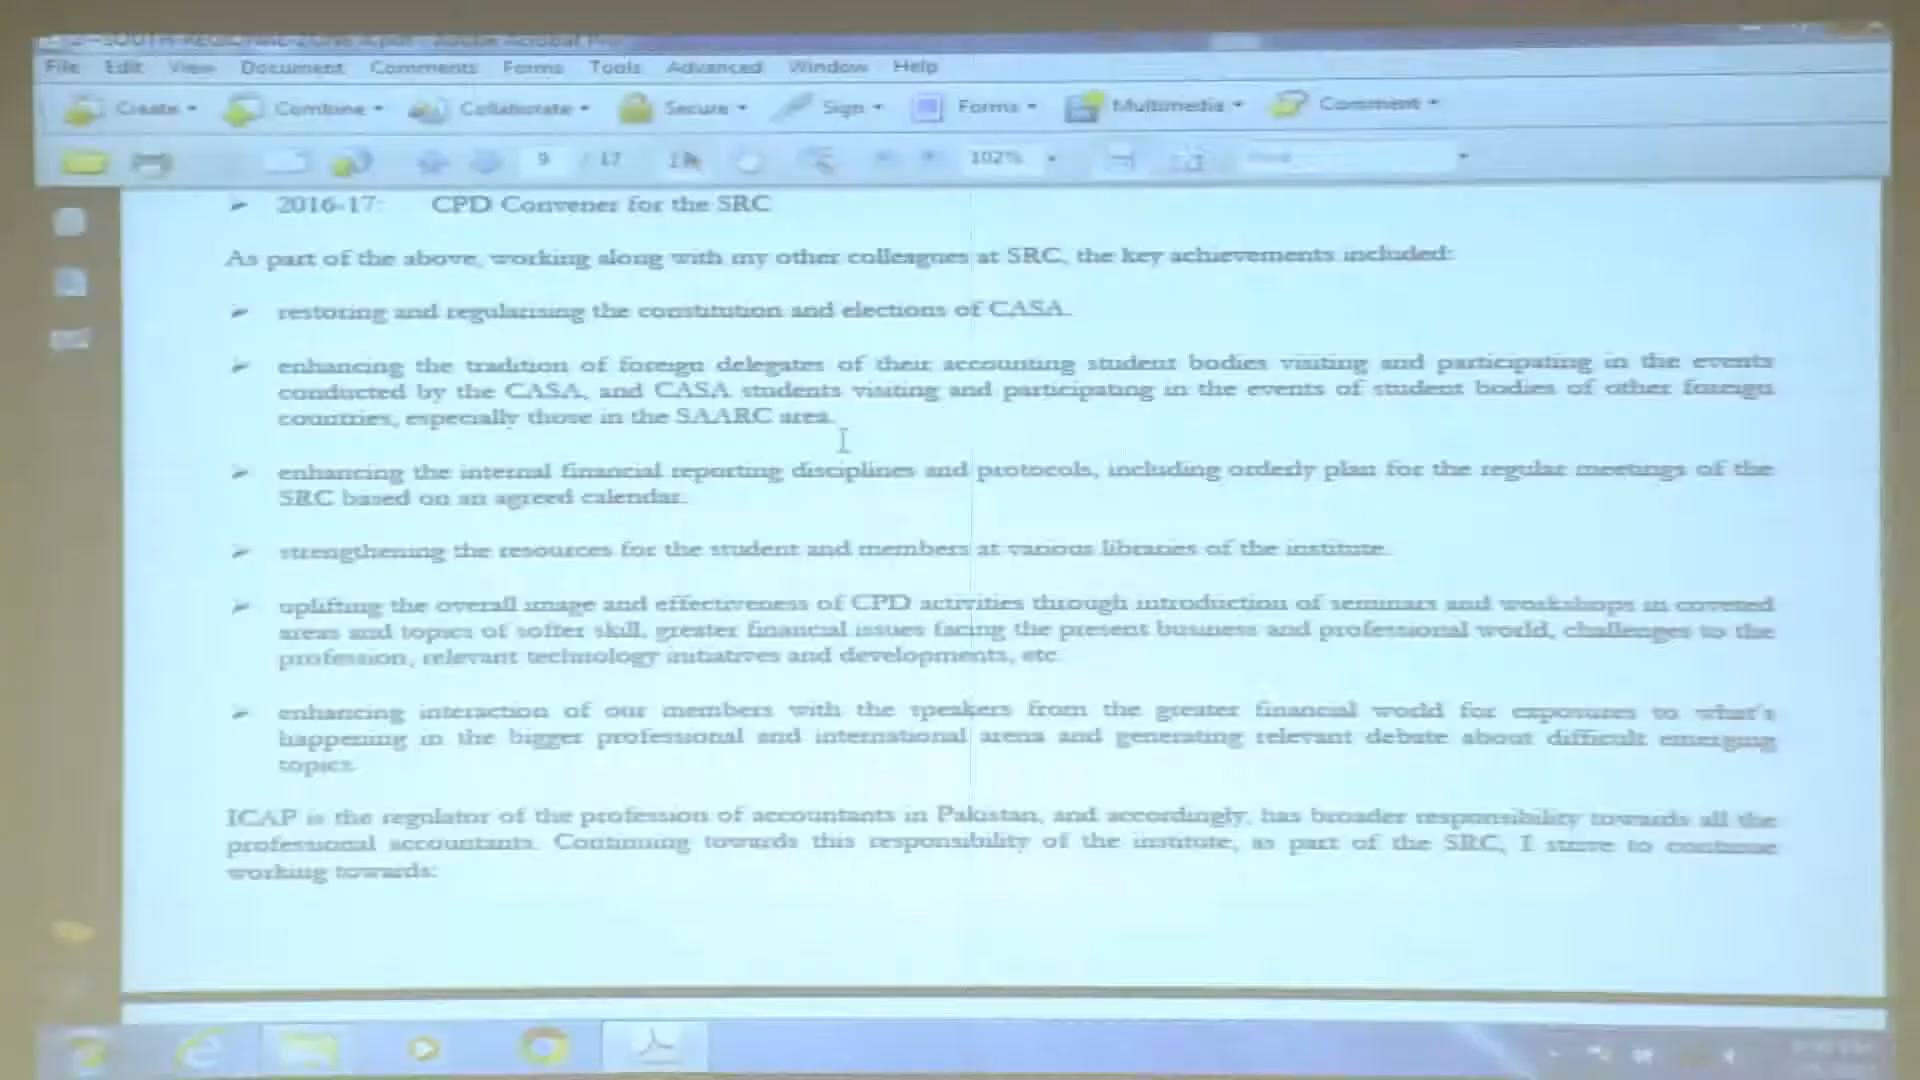 SOUTH REGIONAL Adobe Acrobat Pro
File Edit View Document Comments Forms Tools Advanced Window Help
Create Combine Collaborate Secure Sign Forms Multimedia Comment
9 / 17 102%
➢ 2016-17: CPD Convener for the SRC
As part of the above, working along with my other colleagues at SRC, the key achievements included:
➢ restoring and regularising the constitution and elections of CASA.
➢ enhancing the tradition of foreign delegates of their accounting student bodies visiting and participating in the events
conducted by the CASA, and CASA students visiting and participating in the events of student bodies of other foreign
countries, especially those in the SAARC area.
➢ enhancing the internal financial reporting disciplines and protocols, including orderly plan for the regular meetings of the
SRC based on an agreed calendar.
➢ strengthening the resources for the student and members at various libraries of the institute.
➢ uplifting the overall image and effectiveness of CPD activities through introduction of seminars and workshops in coveted
areas and topics of softer skill, greater financial issues facing the present business and professional world, challenges to the
profession, relevant technology initiatives and developments, etc.
➢ enhancing interaction of our members with the speakers from the greater financial world for exposures to what's
happening in the bigger professional and international arena and generating relevant debate about difficult emerging
topics.
ICAP is the regulator of the profession of accountants in Pakistan, and accordingly, has broader responsibility towards all the
professional accountants. Continuing towards this responsibility of the institute, as part of the SRC, I strive to continue
working towards: